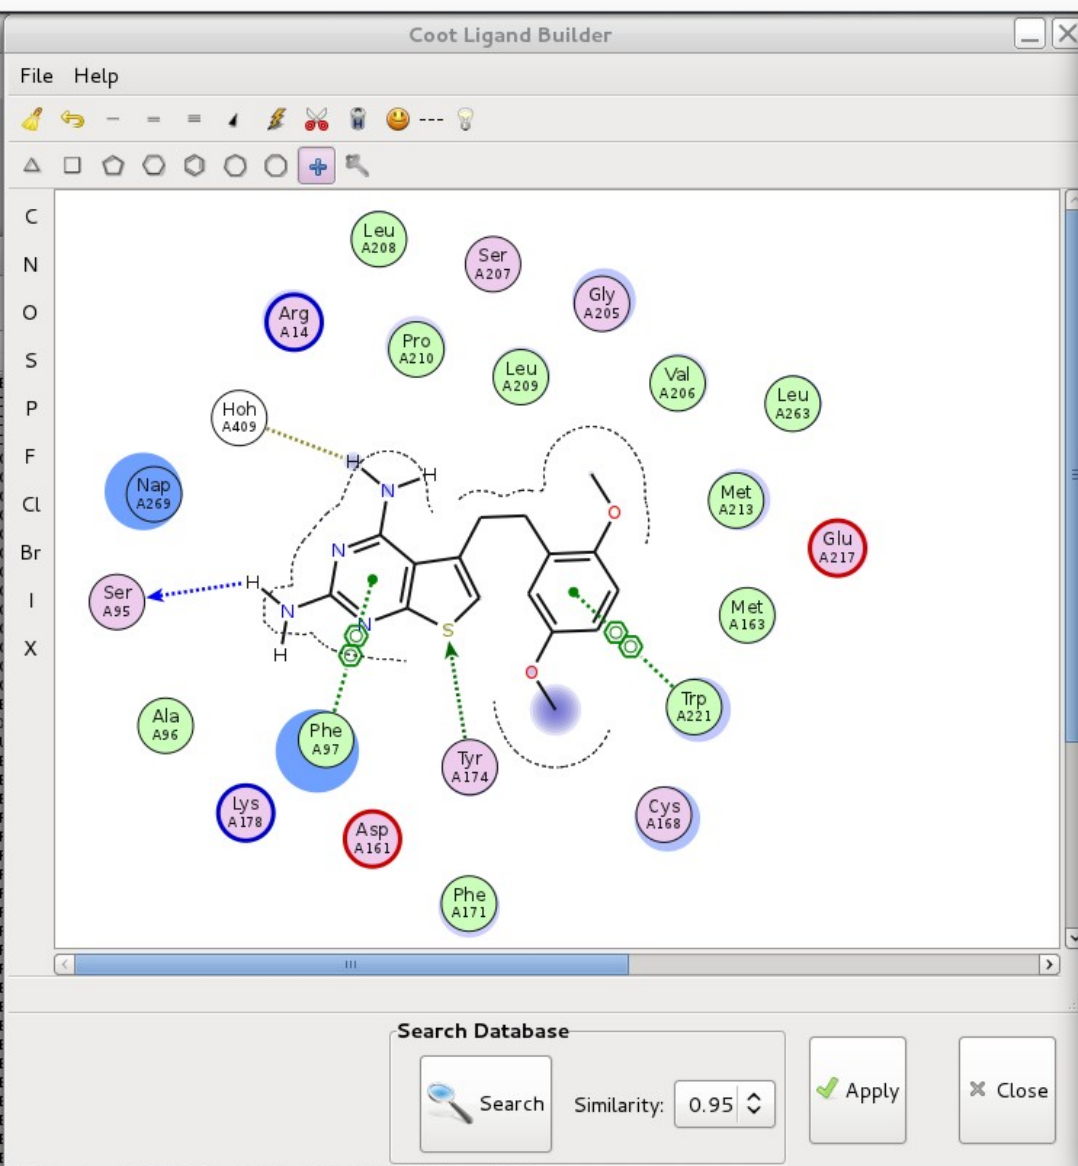 Coot Ligand Builder
File Help
---
C
N
O
S
P
F
Cl
Br
I
X
Leu
A208
Ser
A207
Gly
A205
Arg
A14
Pro
A210
Leu
A209
Val
A206
Leu
A263
Hoh
A409
H
H
N
Nap
A269
O
Met
A213
Glu
A217
N
H
Ser
A95
N
N
H
S
Met
A163
O
Trp
A221
Ala
A96
Phe
A97
Tyr
A174
Lys
A178
Asp
A161
Cys
A168
Phe
A171
Search Database
Search Similarity: 0.95
Apply
Close